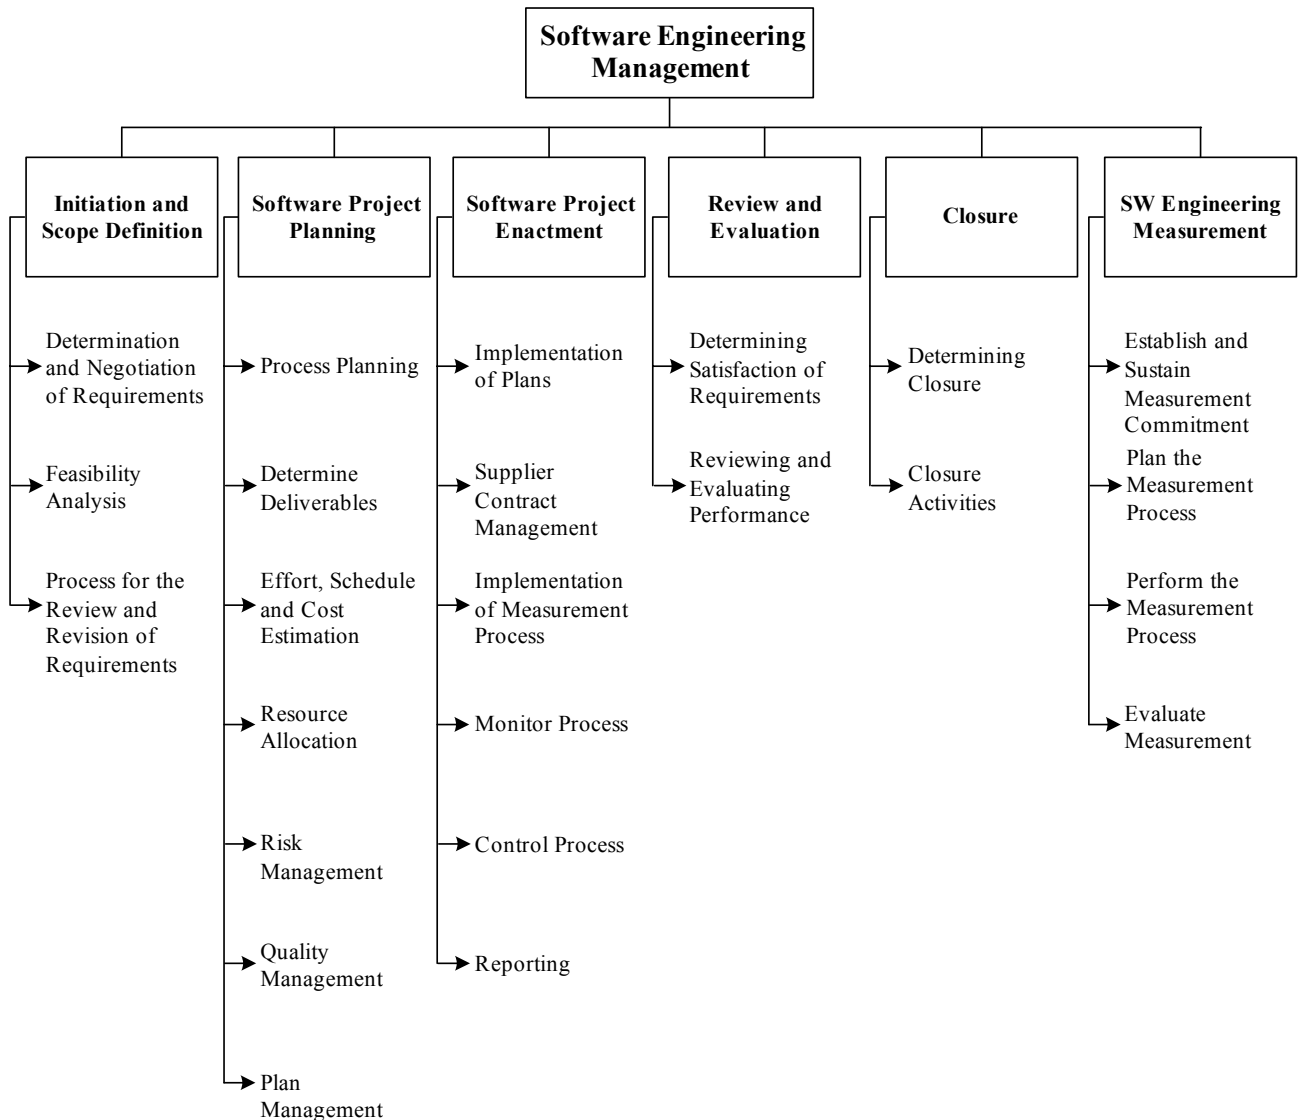 Software Engineering
Management
Initiation and
Scope Definition
Determination
and Negotiation
of Requirements
Feasibility
Analysis
Process for the
Review and
Revision of
Requirements
Software Project
Planning
Process Planning
Determine
Deliverables
Effort, Schedule
and Cost
Estimation
Resource
Allocation
Risk
Management
Quality
Management
Plan
Management
Software Project
Enactment
Implementation
of Plans
Supplier
Contract
Management
Implementation
of Measurement
Process
Monitor Process
Control Process
Reporting
Review and
Evaluation
Determining
Satisfaction of
Requirements
Reviewing and
Evaluating
Performance
Closure
Determining
Closure
Closure
Activities
SW Engineering
Measurement
Establish and
Sustain
Measurement
Commitment
Plan the
Measurement
Process
Perform the
Measurement
Process
Evaluate
Measurement